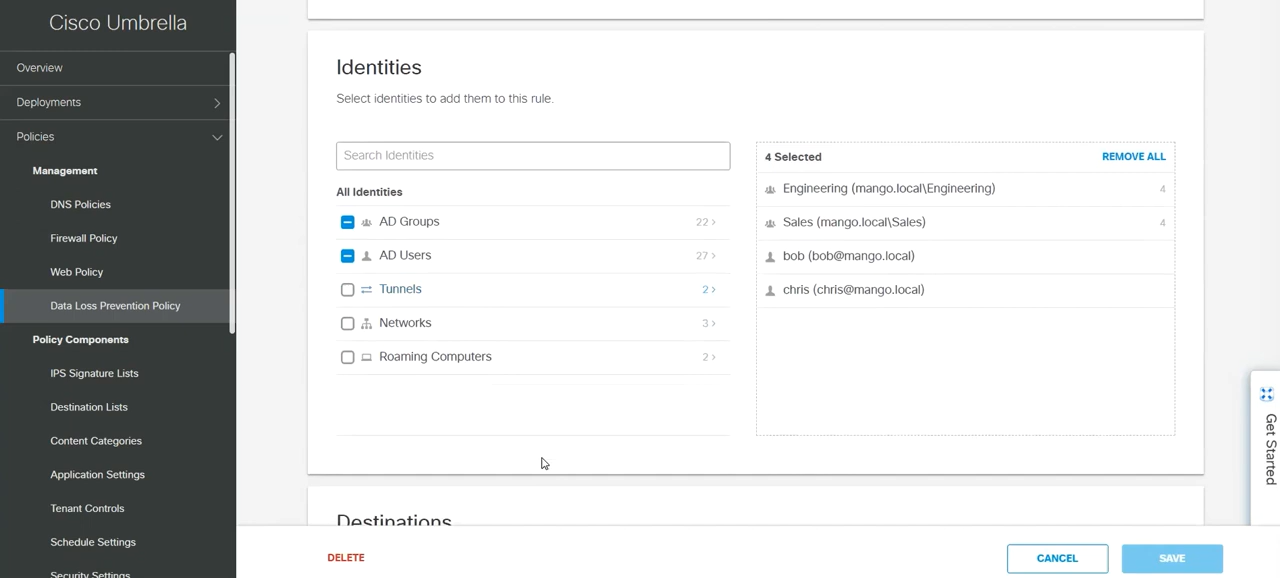 Cisco Umbrella
Overview
Deployments
Policies
Management
DNS Policies
Firewall Policy
Web Policy
Data Loss Prevention Policy
Policy Components
IPS Signature Lists
Destination Lists
Content Categories
Application Settings
Tenant Controls
Schedule Settings
Security Settings
Identities
Select identities to add them to this rule.
Search Identities
All Identities
AD Groups 22
AD Users 27
Tunnels 2
Networks 3
Roaming Computers 2
4 Selected REMOVE ALL
Engineering (mango.local\Engineering) 4
Sales (mango.local\Sales) 4
bob (bob@mango.local)
chris (chris@mango.local)
Destinations
DELETE CANCEL SAVE
Get Started